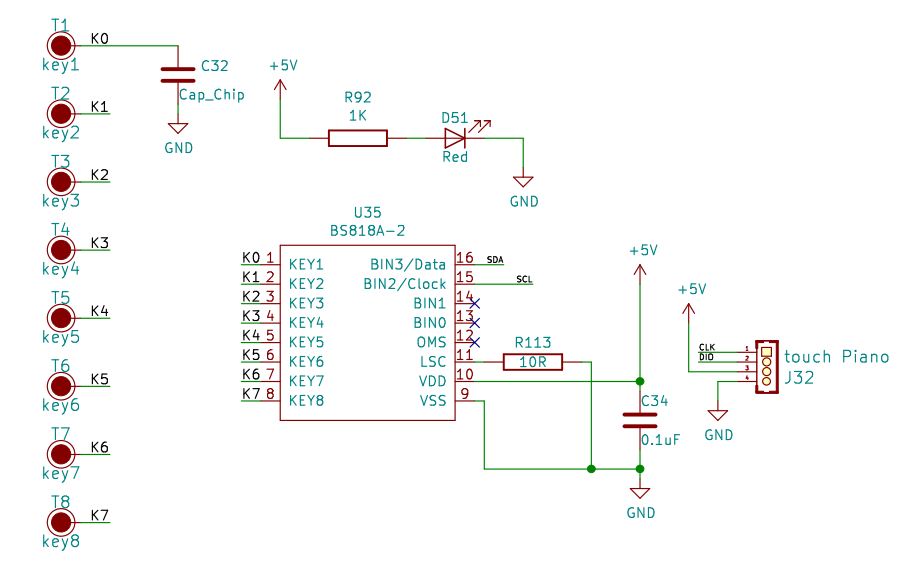 T1
K0
key1
C32
Cap_Chip
GND
+5V
R92
1K
D51
Red
GND
T2
K1
key2
T3
K2
key3
T4
K3
key4
T5
K4
key5
T6
K5
key6
T7
K6
key7
T8
K7
key8
U35
BS818A-2
K0 1 KEY1 BIN3/Data 16 SDA
K1 2 KEY2 BIN2/Clock 15 SCL
K2 3 KEY3 BIN1 14
K3 4 KEY4 BIN0 13
K4 5 KEY5 OMS 12
K5 6 KEY6 LSC 11
K6 7 KEY7 VDD 10
K7 8 KEY8 VSS 9
R113
10R
+5V
C34
0.1uF
GND
+5V
CLK 1
DIO 2
3
4
touch Piano
J32
GND